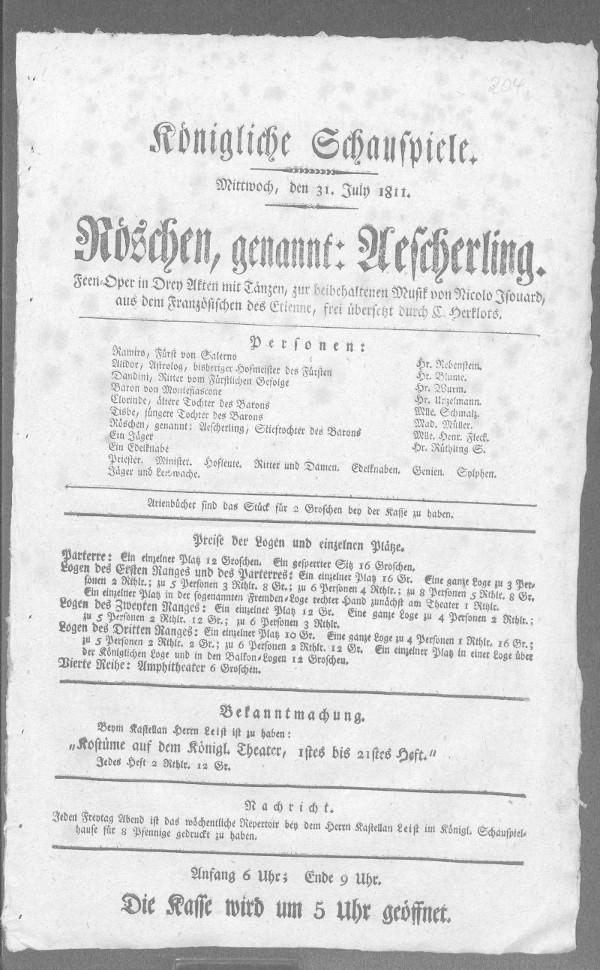 204
Königliche Schauspiele.
Mittwoch, den 31. July 1811.
Röschen, genannt: Aescherling.
Feen-Oper in Drey Akten mit Tänzen, zur beibehaltenen Musik von Nicolo Isouard,
aus dem Französischen des Etienne, frei übersetzt durch C. Herklots.
Personen:
Ramiro, Fürst von Salerno Hr. Rebenstein.
Alidor, Astrolog, bisheriger Hofmeister des Fürsten Hr. Blume.
Dandini, Ritter vom Fürstlichen Gefolge Hr. Wurm.
Baron von Montefiascone Hr. Unzelmann.
Clorinde, ältere Tochter des Barons Mlle. Schmalz.
Tisbe, jüngere Tochter des Barons Mad. Müller.
Röschen, genannt: Aescherling, Stieftochter des Barons Mlle. Henr. Fleck.
Ein Jäger Hr. Rüthling S.
Ein Edelknabe
Priester. Minister. Hofleute. Ritter und Damen. Edelknaben. Genien. Sylphen.
Jäger und Leibwache.
Arienbücher sind das Stück für 2 Groschen bey der Kasse zu haben.
Preise der Logen und einzelnen Plätze.
Parterre: Ein einzelner Platz 12 Groschen. Ein gesperrter Sitz 16 Groschen.
Logen des Ersten Ranges und des Parterres: Ein einzelner Platz 16 Gr. Eine ganze Loge zu 3 Per-
sonen 2 Rthlr.; zu 5 Personen 3 Rthlr. 8 Gr.; zu 6 Personen 4 Rthlr.; zu 8 Personen 5 Rthlr. 8 Gr.
Ein einzelner Platz in der sogenannten Fremden-Loge rechter Hand zunächst am Theater 1 Rthlr.
Logen des Zweyten Ranges: Ein einzelner Platz 12 Gr. Eine ganze Loge zu 4 Personen 2 Rthlr.;
zu 5 Personen 2 Rthlr. 12 Gr.; zu 6 Personen 3 Rthlr.
Logen des Dritten Ranges: Ein einzelner Platz 10 Gr. Eine ganze Loge zu 4 Personen 1 Rthlr. 16 Gr.;
zu 5 Personen 2 Rthlr. 2 Gr.; zu 6 Personen 2 Rthlr. 12 Gr. Ein einzelner Platz in einer Loge über
der Königlichen Loge und in den Balkon-Logen 12 Groschen.
Vierte Reihe: Amphitheater 6 Groschen.
Bekanntmachung.
Beym Kastellan Herrn Leist ist zu haben:
„Kostüme auf dem Königl. Theater, 1stes bis 21stes Heft.“
Jedes Heft 2 Rthlr. 12 Gr.
Nachricht.
Jeden Freytag Abend ist das wöchentliche Repertoir bey dem Herrn Kastellan Leist im Königl. Schauspiel-
hause für 8 Pfennige gedruckt zu haben.
Anfang 6 Uhr; Ende 9 Uhr.
Die Kasse wird um 5 Uhr geöffnet.